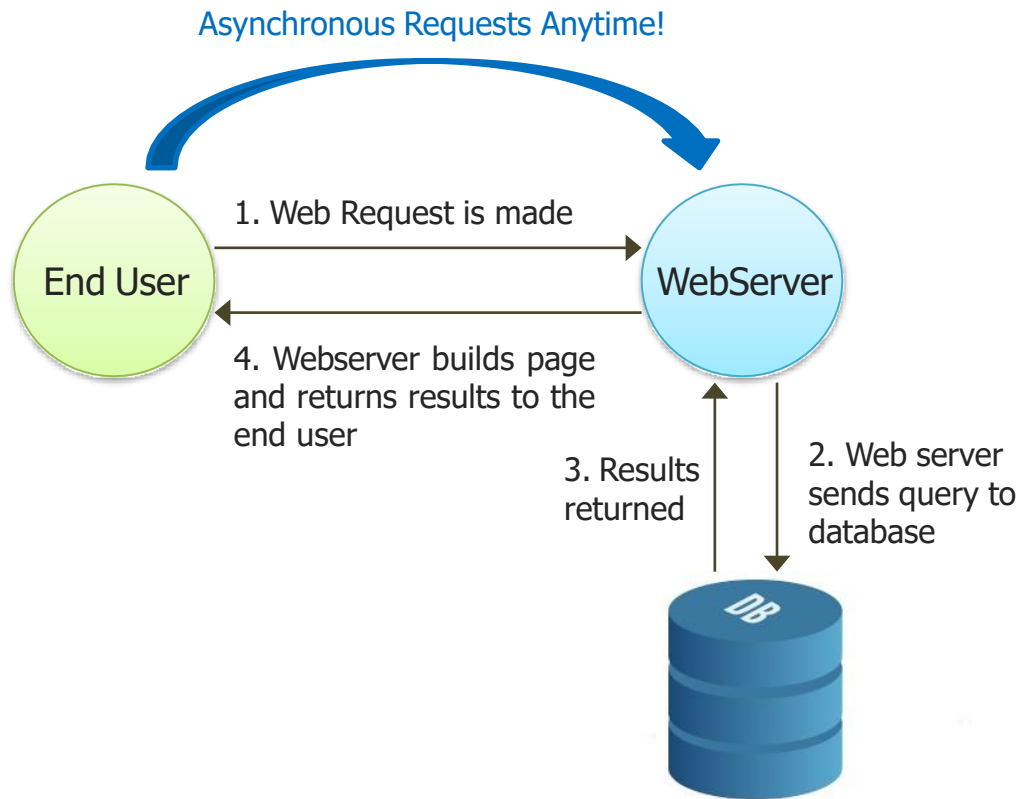 Asynchronous Requests Anytime!
1. Web Request is made
End User
WebServer
4. Webserver builds page
and returns results to the
end user
3. Results
returned
2. Web server
sends query to
database
DB